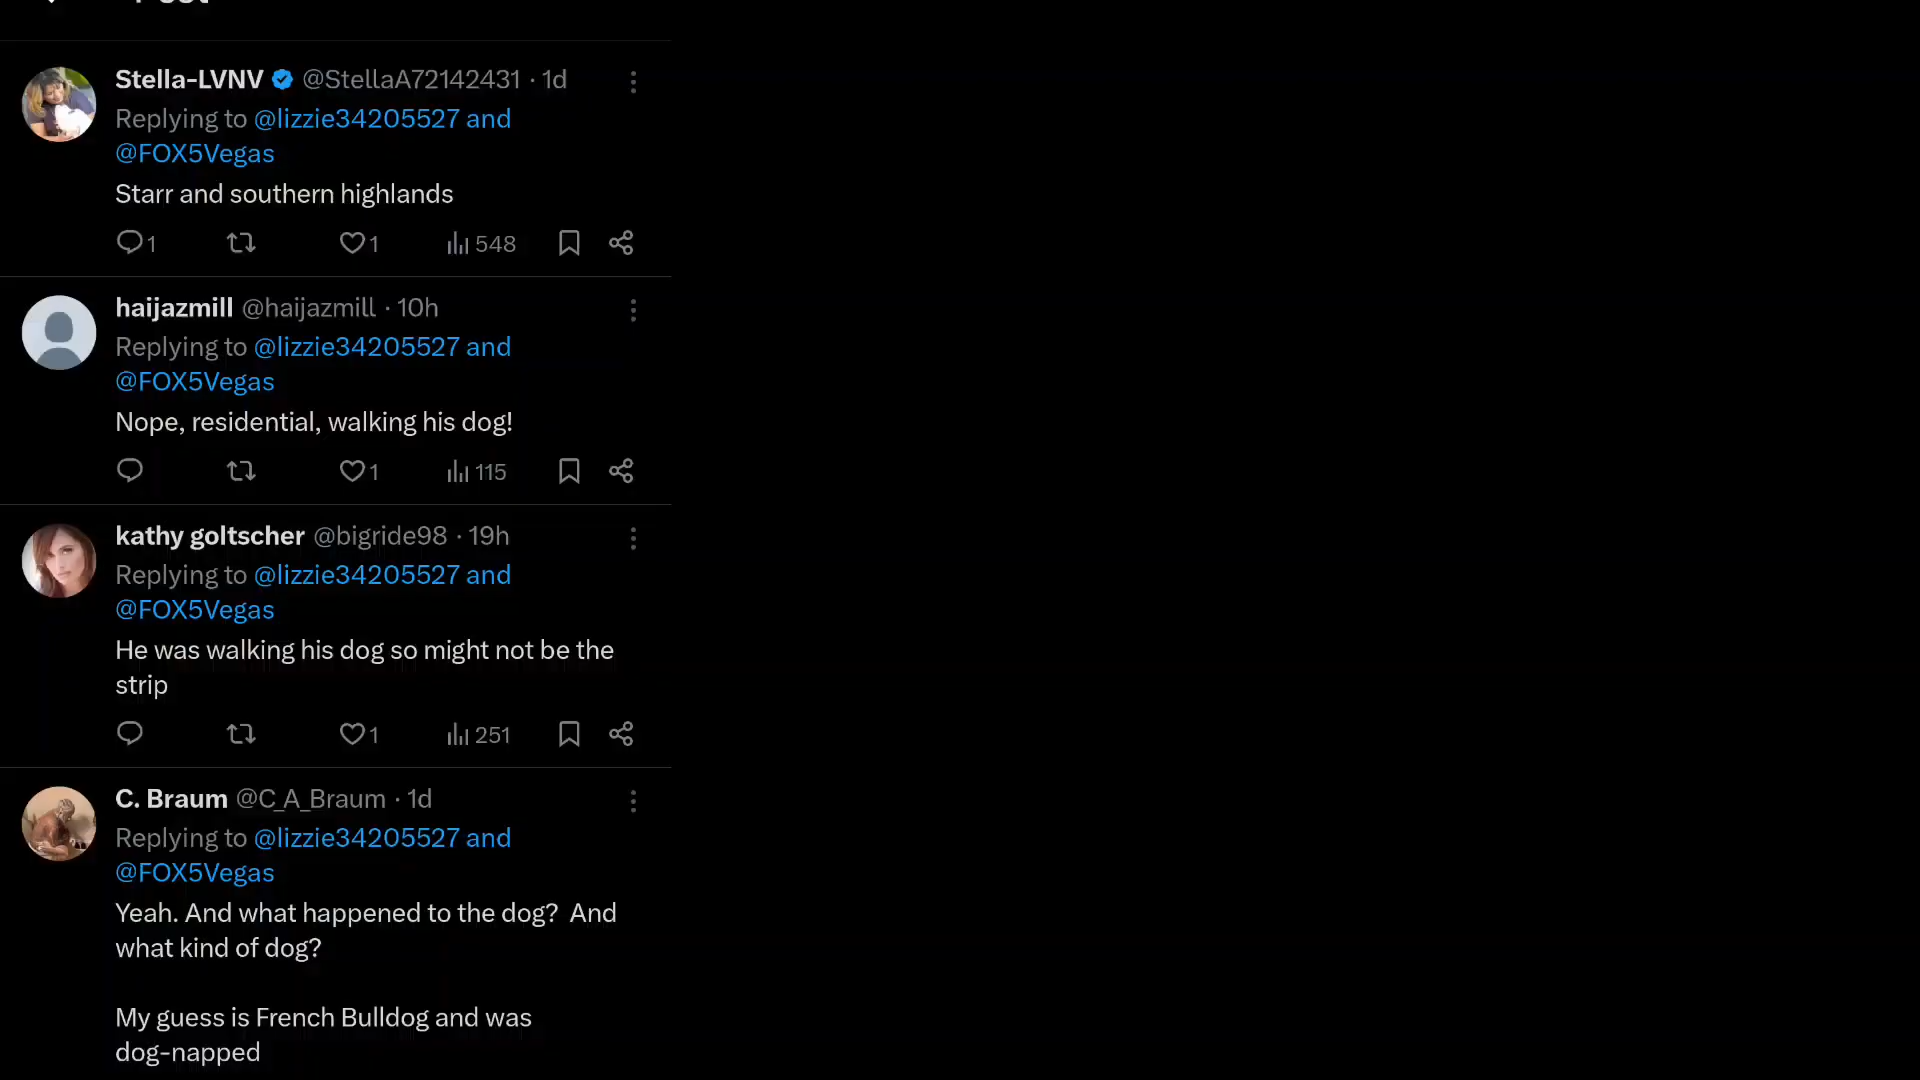 Stella-LVNV @StellaA72142431 · 1d
Replying to @lizzie34205527 and
@FOX5Vegas
Starr and southern highlands
1 1 548
haijazmill @haijazmill · 10h
Replying to @lizzie34205527 and
@FOX5Vegas
Nope, residential, walking his dog!
1 115
kathy goltscher @bigride98 · 19h
Replying to @lizzie34205527 and
@FOX5Vegas
He was walking his dog so might not be the
strip
1 251
C. Braum @C_A_Braum · 1d
Replying to @lizzie34205527 and
@FOX5Vegas
Yeah. And what happened to the dog?  And
what kind of dog?
My guess is French Bulldog and was
dog-napped